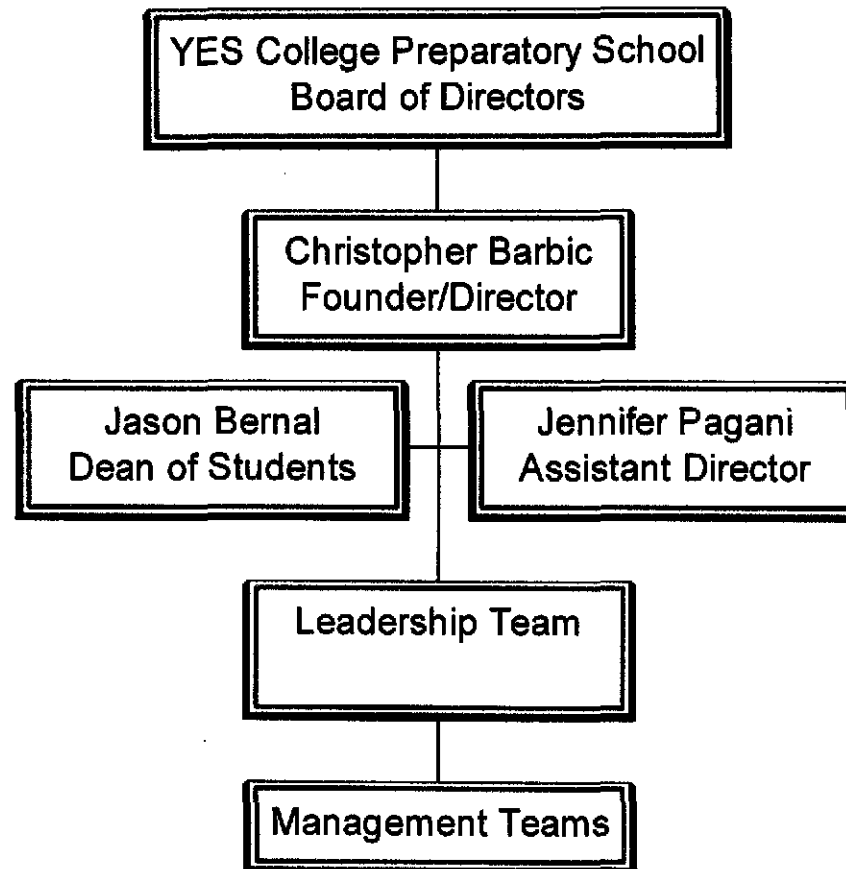 YES College Preparatory School
Board of Directors
Christopher Barbic
Founder/Director
Jason Bernal
Dean of Students
Jennifer Pagani
Assistant Director
Leadership Team
Management Teams